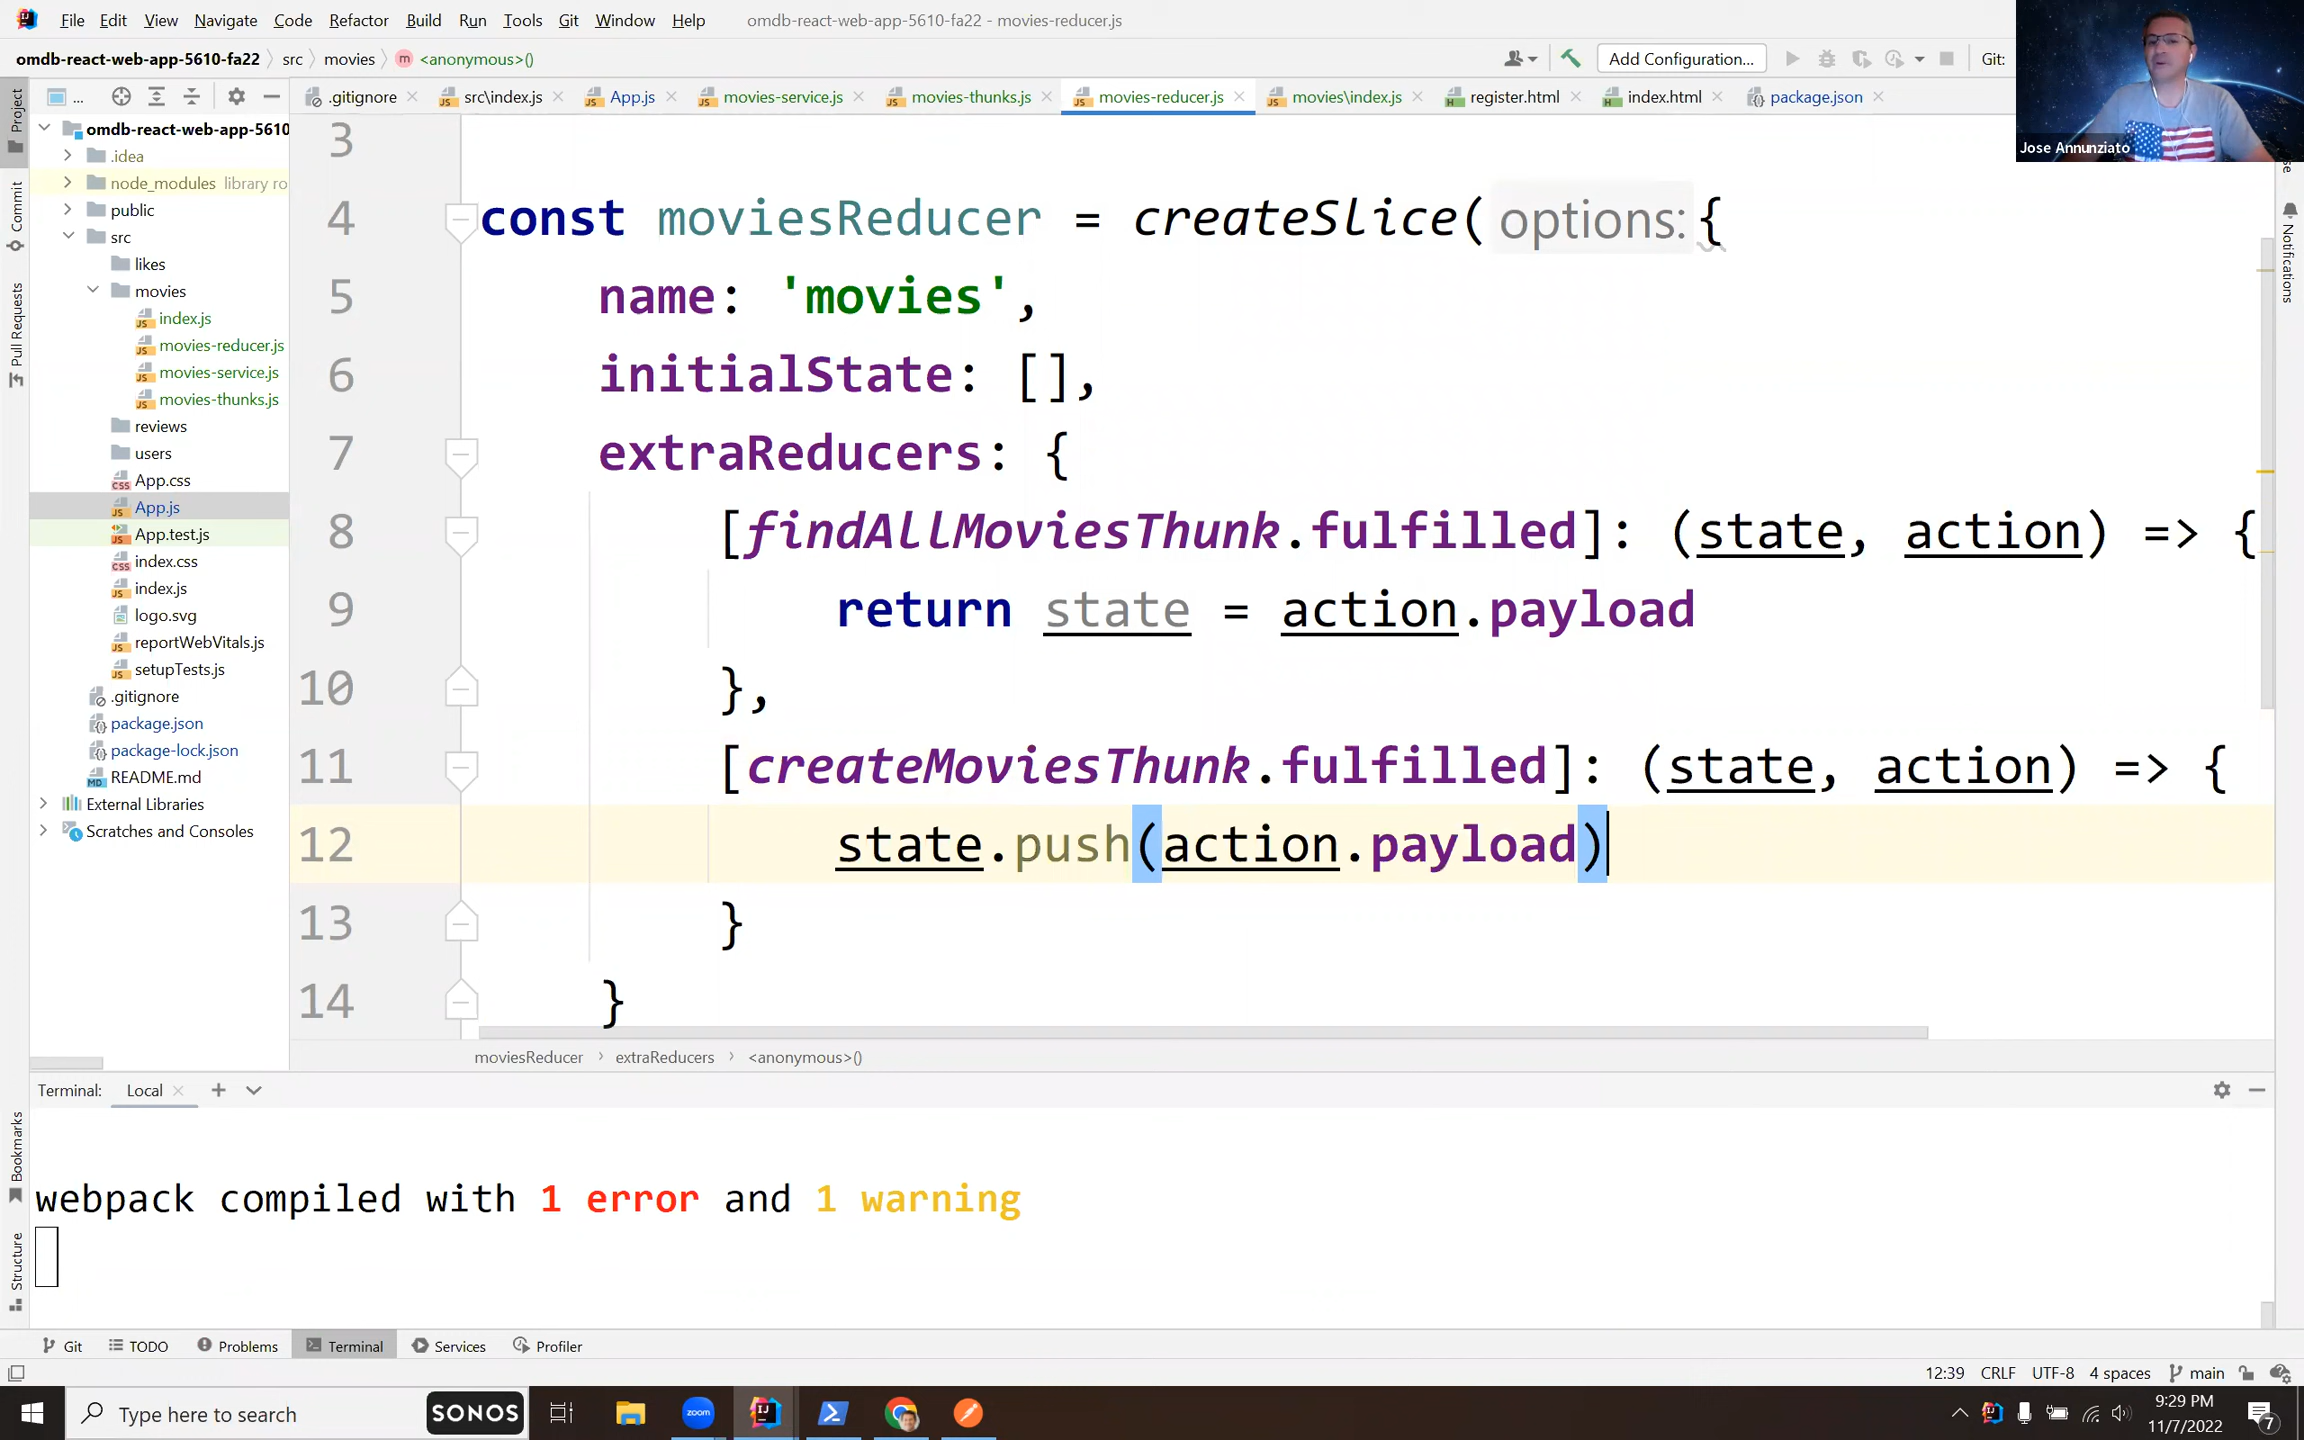 File Edit View Navigate Code Refactor Build Run Tools Git Window Help omdb-react-web-app-5610-fa22 - movies-reducer.js
omdb-react-web-app-5610-fa22 src movies <anonymous>() Add Configuration... Git:
... .gitignore src\index.js App.js movies-service.js movies-thunks.js movies-reducer.js movies\index.js register.html index.html package.json
Jose Annunziato
Project
Commit
Pull Requests
Bookmarks
Structure
Notifications
omdb-react-web-app-5610
.idea
node_modules library ro
public
src
likes
movies
index.js
movies-reducer.js
movies-service.js
movies-thunks.js
reviews
users
App.css
App.js
App.test.js
index.css
index.js
logo.svg
reportWebVitals.js
setupTests.js
.gitignore
package.json
package-lock.json
README.md
External Libraries
Scratches and Consoles
3
4 const moviesReducer = createSlice( options: {
5 name: 'movies',
6 initialState: [],
7 extraReducers: {
8 [findAllMoviesThunk.fulfilled]: (state, action) => {
9 return state = action.payload
10 },
11 [createMoviesThunk.fulfilled]: (state, action) => {
12 state.push(action.payload)
13 }
14 }
moviesReducer extraReducers <anonymous>()
Terminal: Local
webpack compiled with 1 error and 1 warning
Git TODO Problems Terminal Services Profiler
12:39 CRLF UTF-8 4 spaces main
Type here to search SONOS zoom 9:29 PM
11/7/2022 7